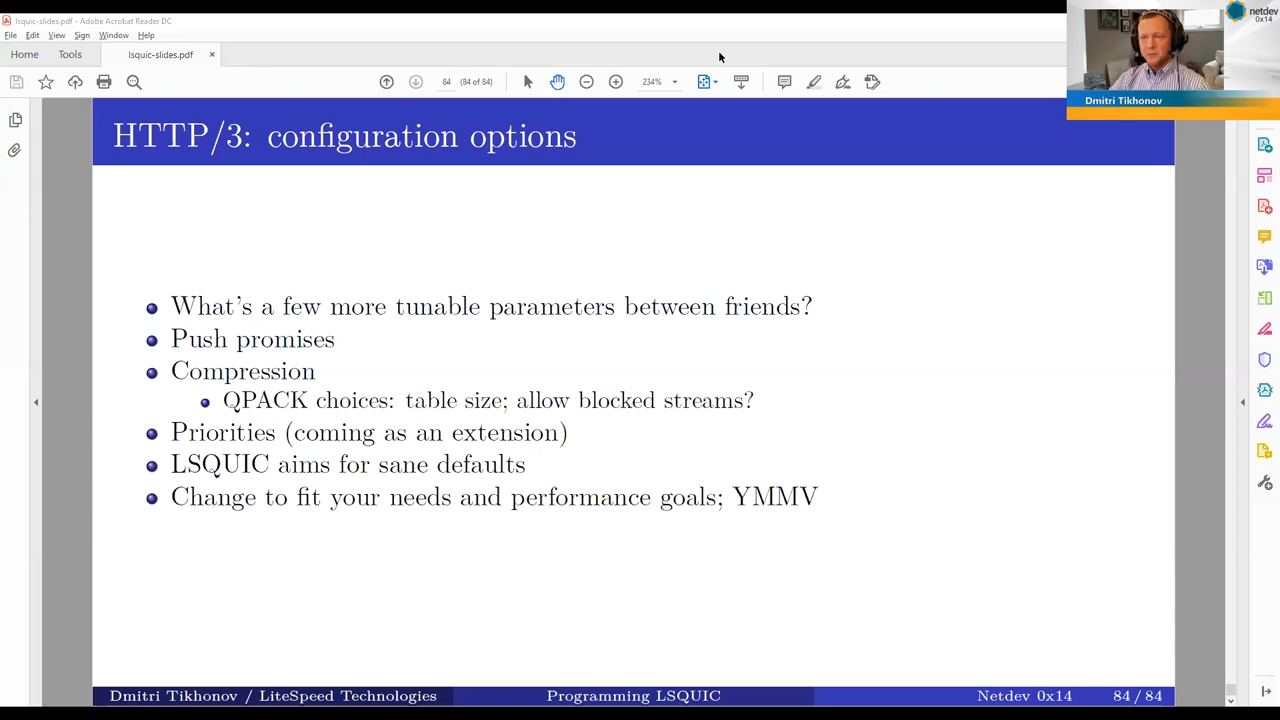 lsquic-slides.pdf - Adobe Acrobat Reader DC
File Edit View Sign Window Help
Home Tools lsquic-slides.pdf ×
84 (84 of 84) 234%
netdev
0x14
Dmitri Tikhonov
HTTP/3: configuration options
What's a few more tunable parameters between friends?
Push promises
Compression
QPACK choices: table size; allow blocked streams?
Priorities (coming as an extension)
LSQUIC aims for sane defaults
Change to fit your needs and performance goals; YMMV
Dmitri Tikhonov / LiteSpeed Technologies Programming LSQUIC Netdev 0x14 84 / 84